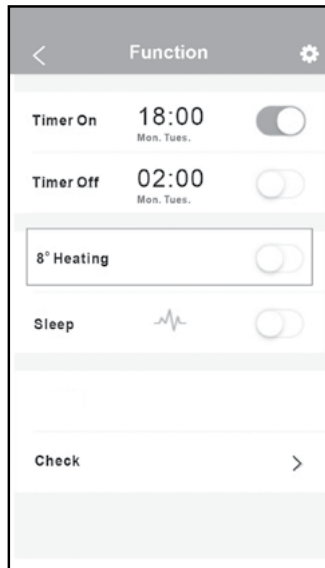 Function
Timer On 18:00
Mon. Tues.
Timer Off 02:00
Mon. Tues.
8° Heating
Sleep
Check